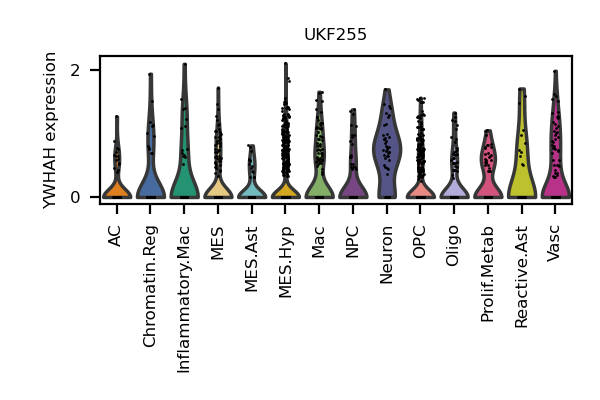 UKF255
YWHAH expression
2
0
AC
Chromatin.Reg
Inflammatory.Mac
MES
MES.Ast
MES.Hyp
Mac
NPC
Neuron
OPC
Oligo
Prolif.Metab
Reactive.Ast
Vasc